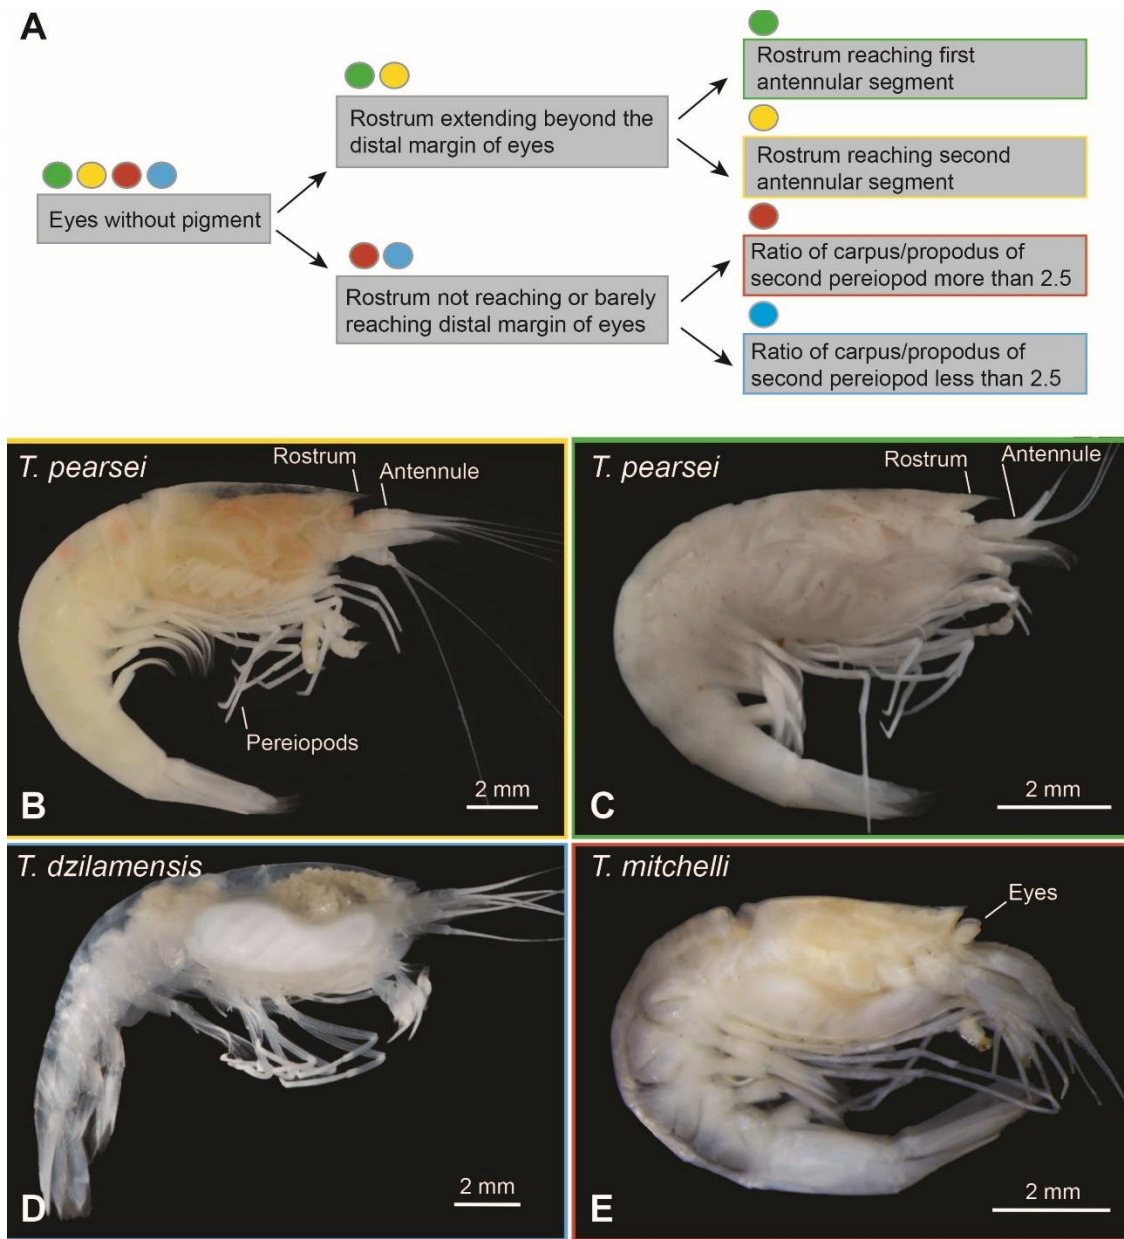 A
Eyes without pigment
Rostrum extending beyond the
distal margin of eyes
Rostrum not reaching or barely
reaching distal margin of eyes
Rostrum reaching first
antennular segment
Rostrum reaching second
antennular segment
Ratio of carpus/propodus of
second pereiopod more than 2.5
Ratio of carpus/propodus of
second pereiopod less than 2.5
T. pearsei
Rostrum
Antennule
Pereiopods
2 mm
B
T. pearsei
Rostrum
Antennule
2 mm
C
T. dzilamensis
2 mm
D
T. mitchelli
Eyes
2 mm
E